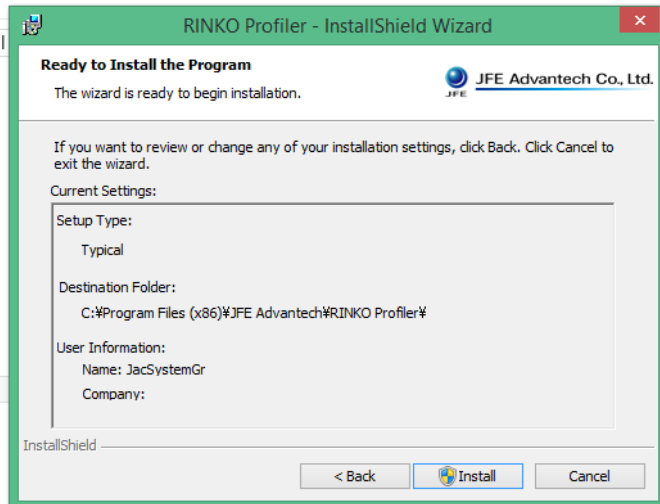 RINKO Profiler - InstallShield Wizard
Ready to Install the Program
The wizard is ready to begin installation.
JFE
JFE Advantech Co., Ltd.
If you want to review or change any of your installation settings, click Back. Click Cancel to
exit the wizard.
Current Settings:
Setup Type:
Typical
Destination Folder:
C:¥Program Files (x86)¥JFE Advantech¥RINKO Profiler¥
User Information:
Name: JacSystemGr
Company:
InstallShield
< Back
Install
Cancel